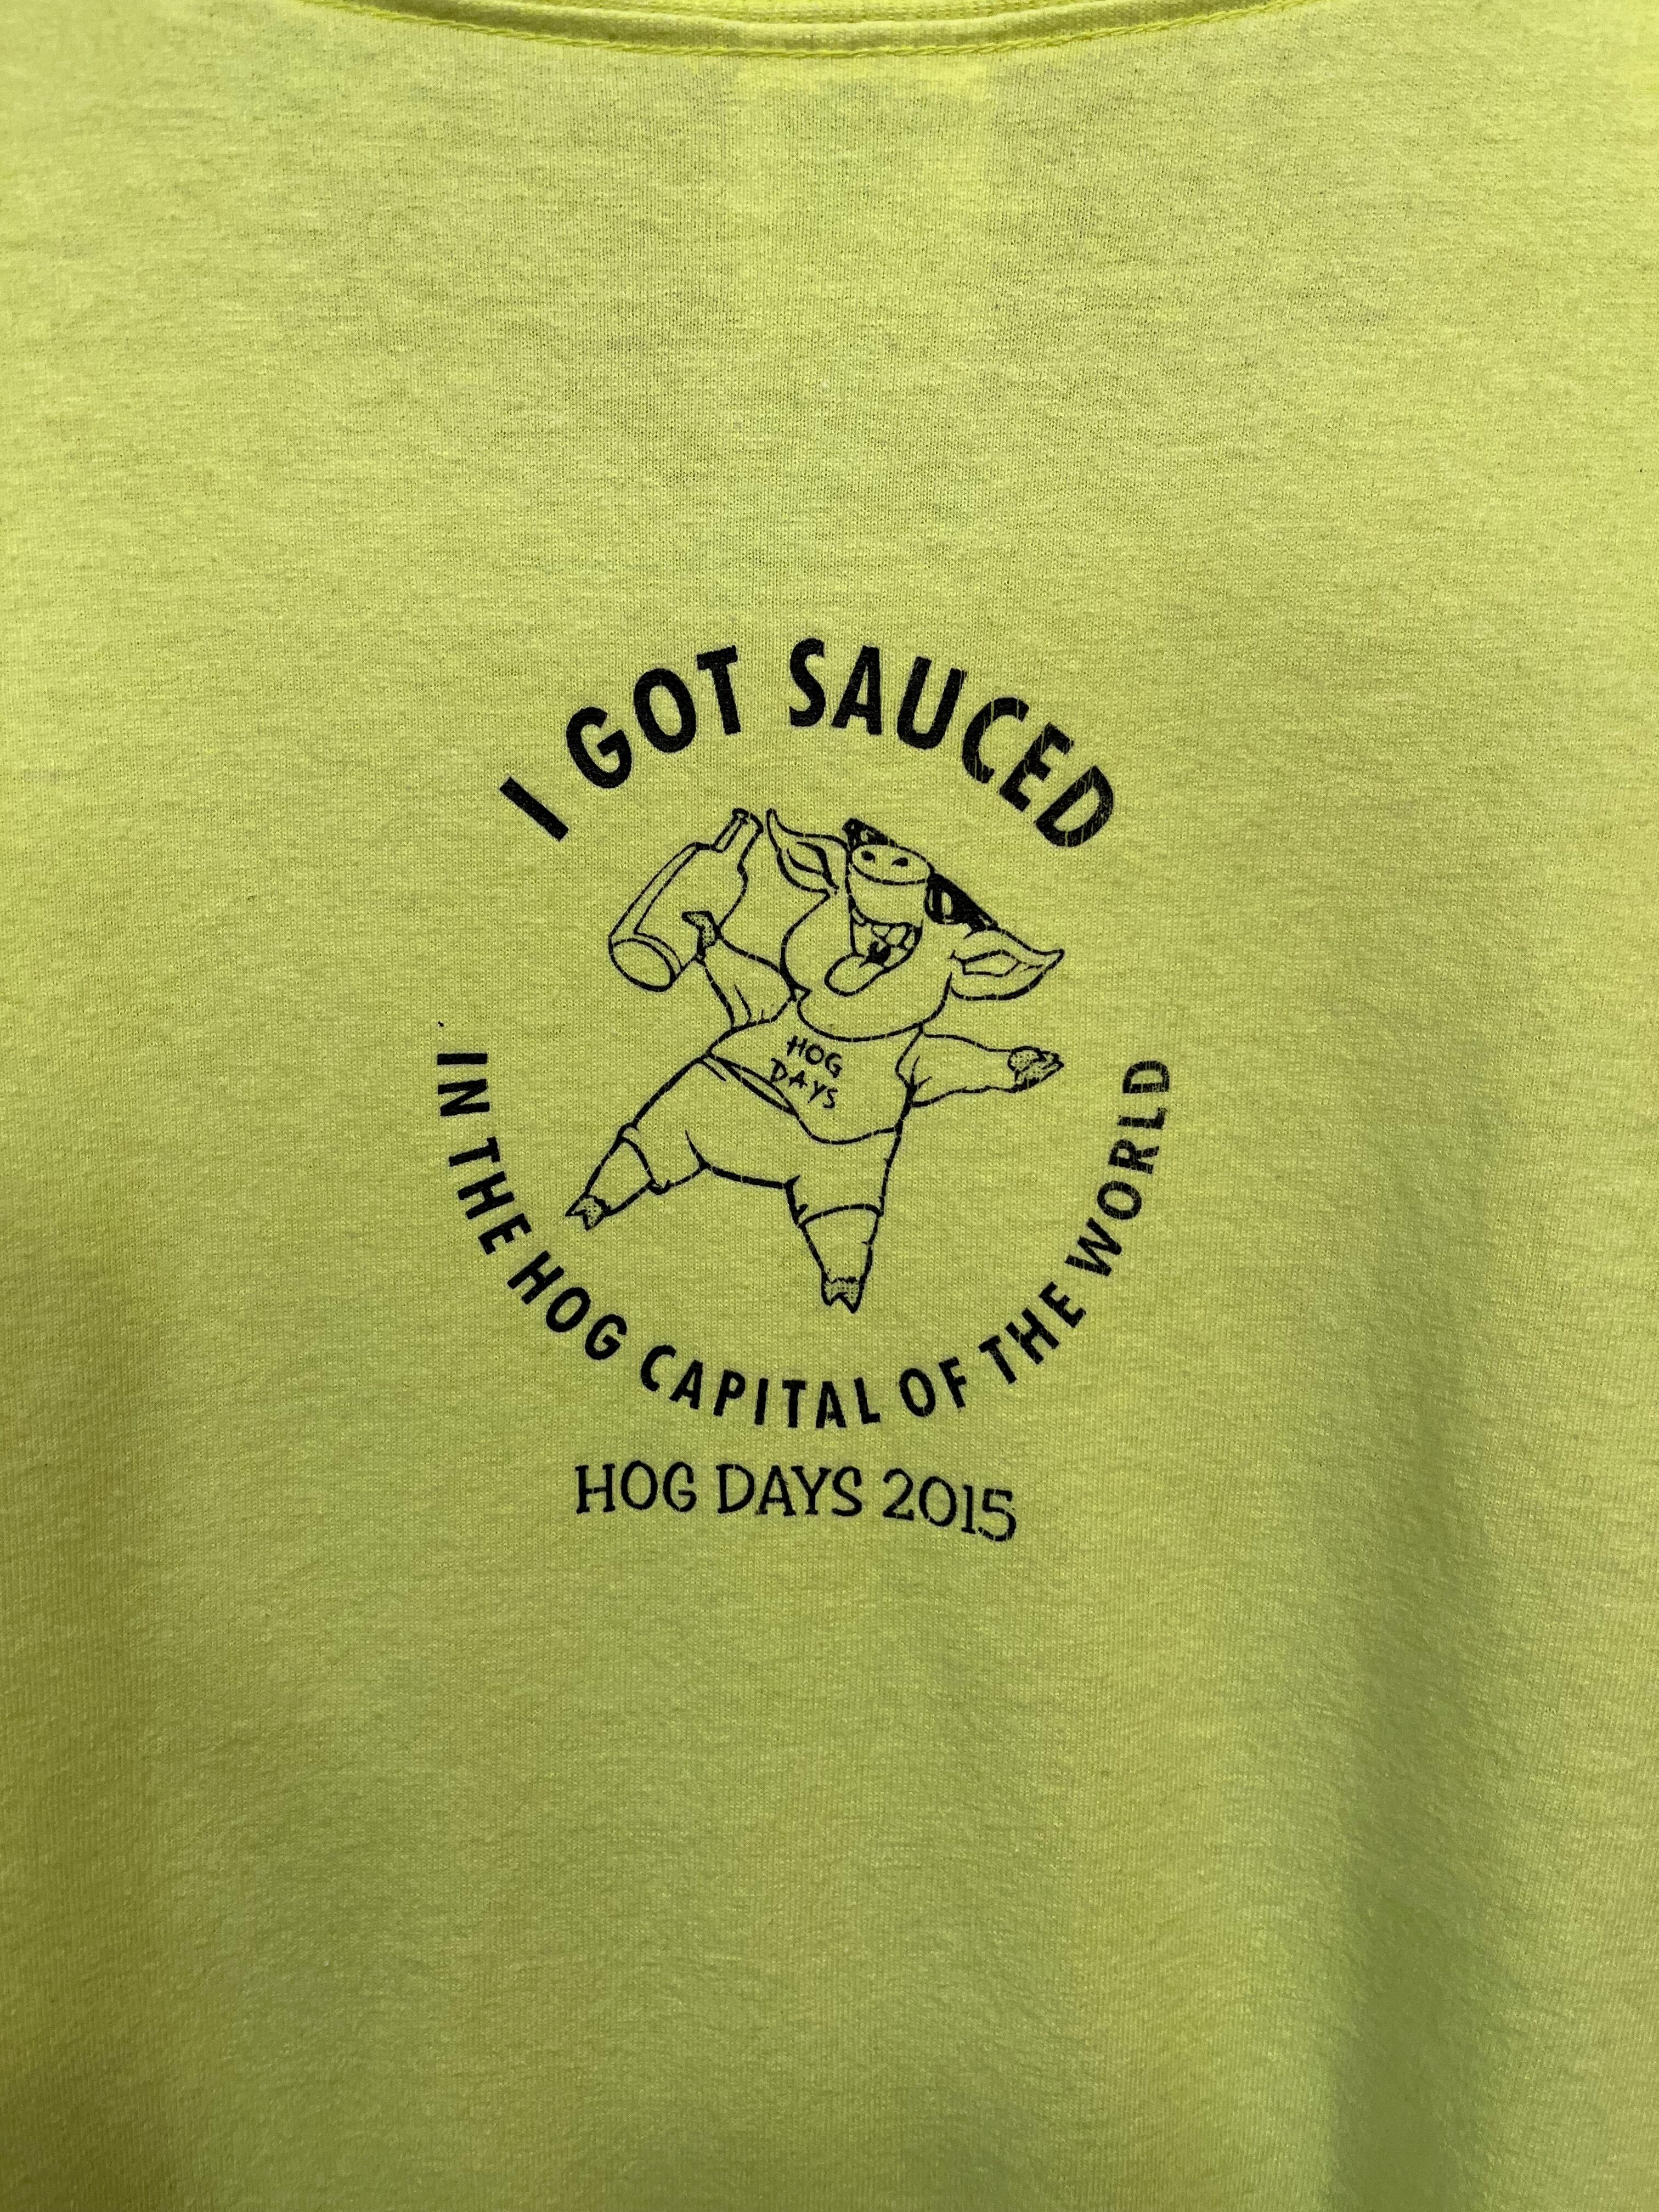 I GOT SAUCED
HOG
DAYS
IN THE HOG CAPITAL OF THE WORLD
HOG DAYS 2015